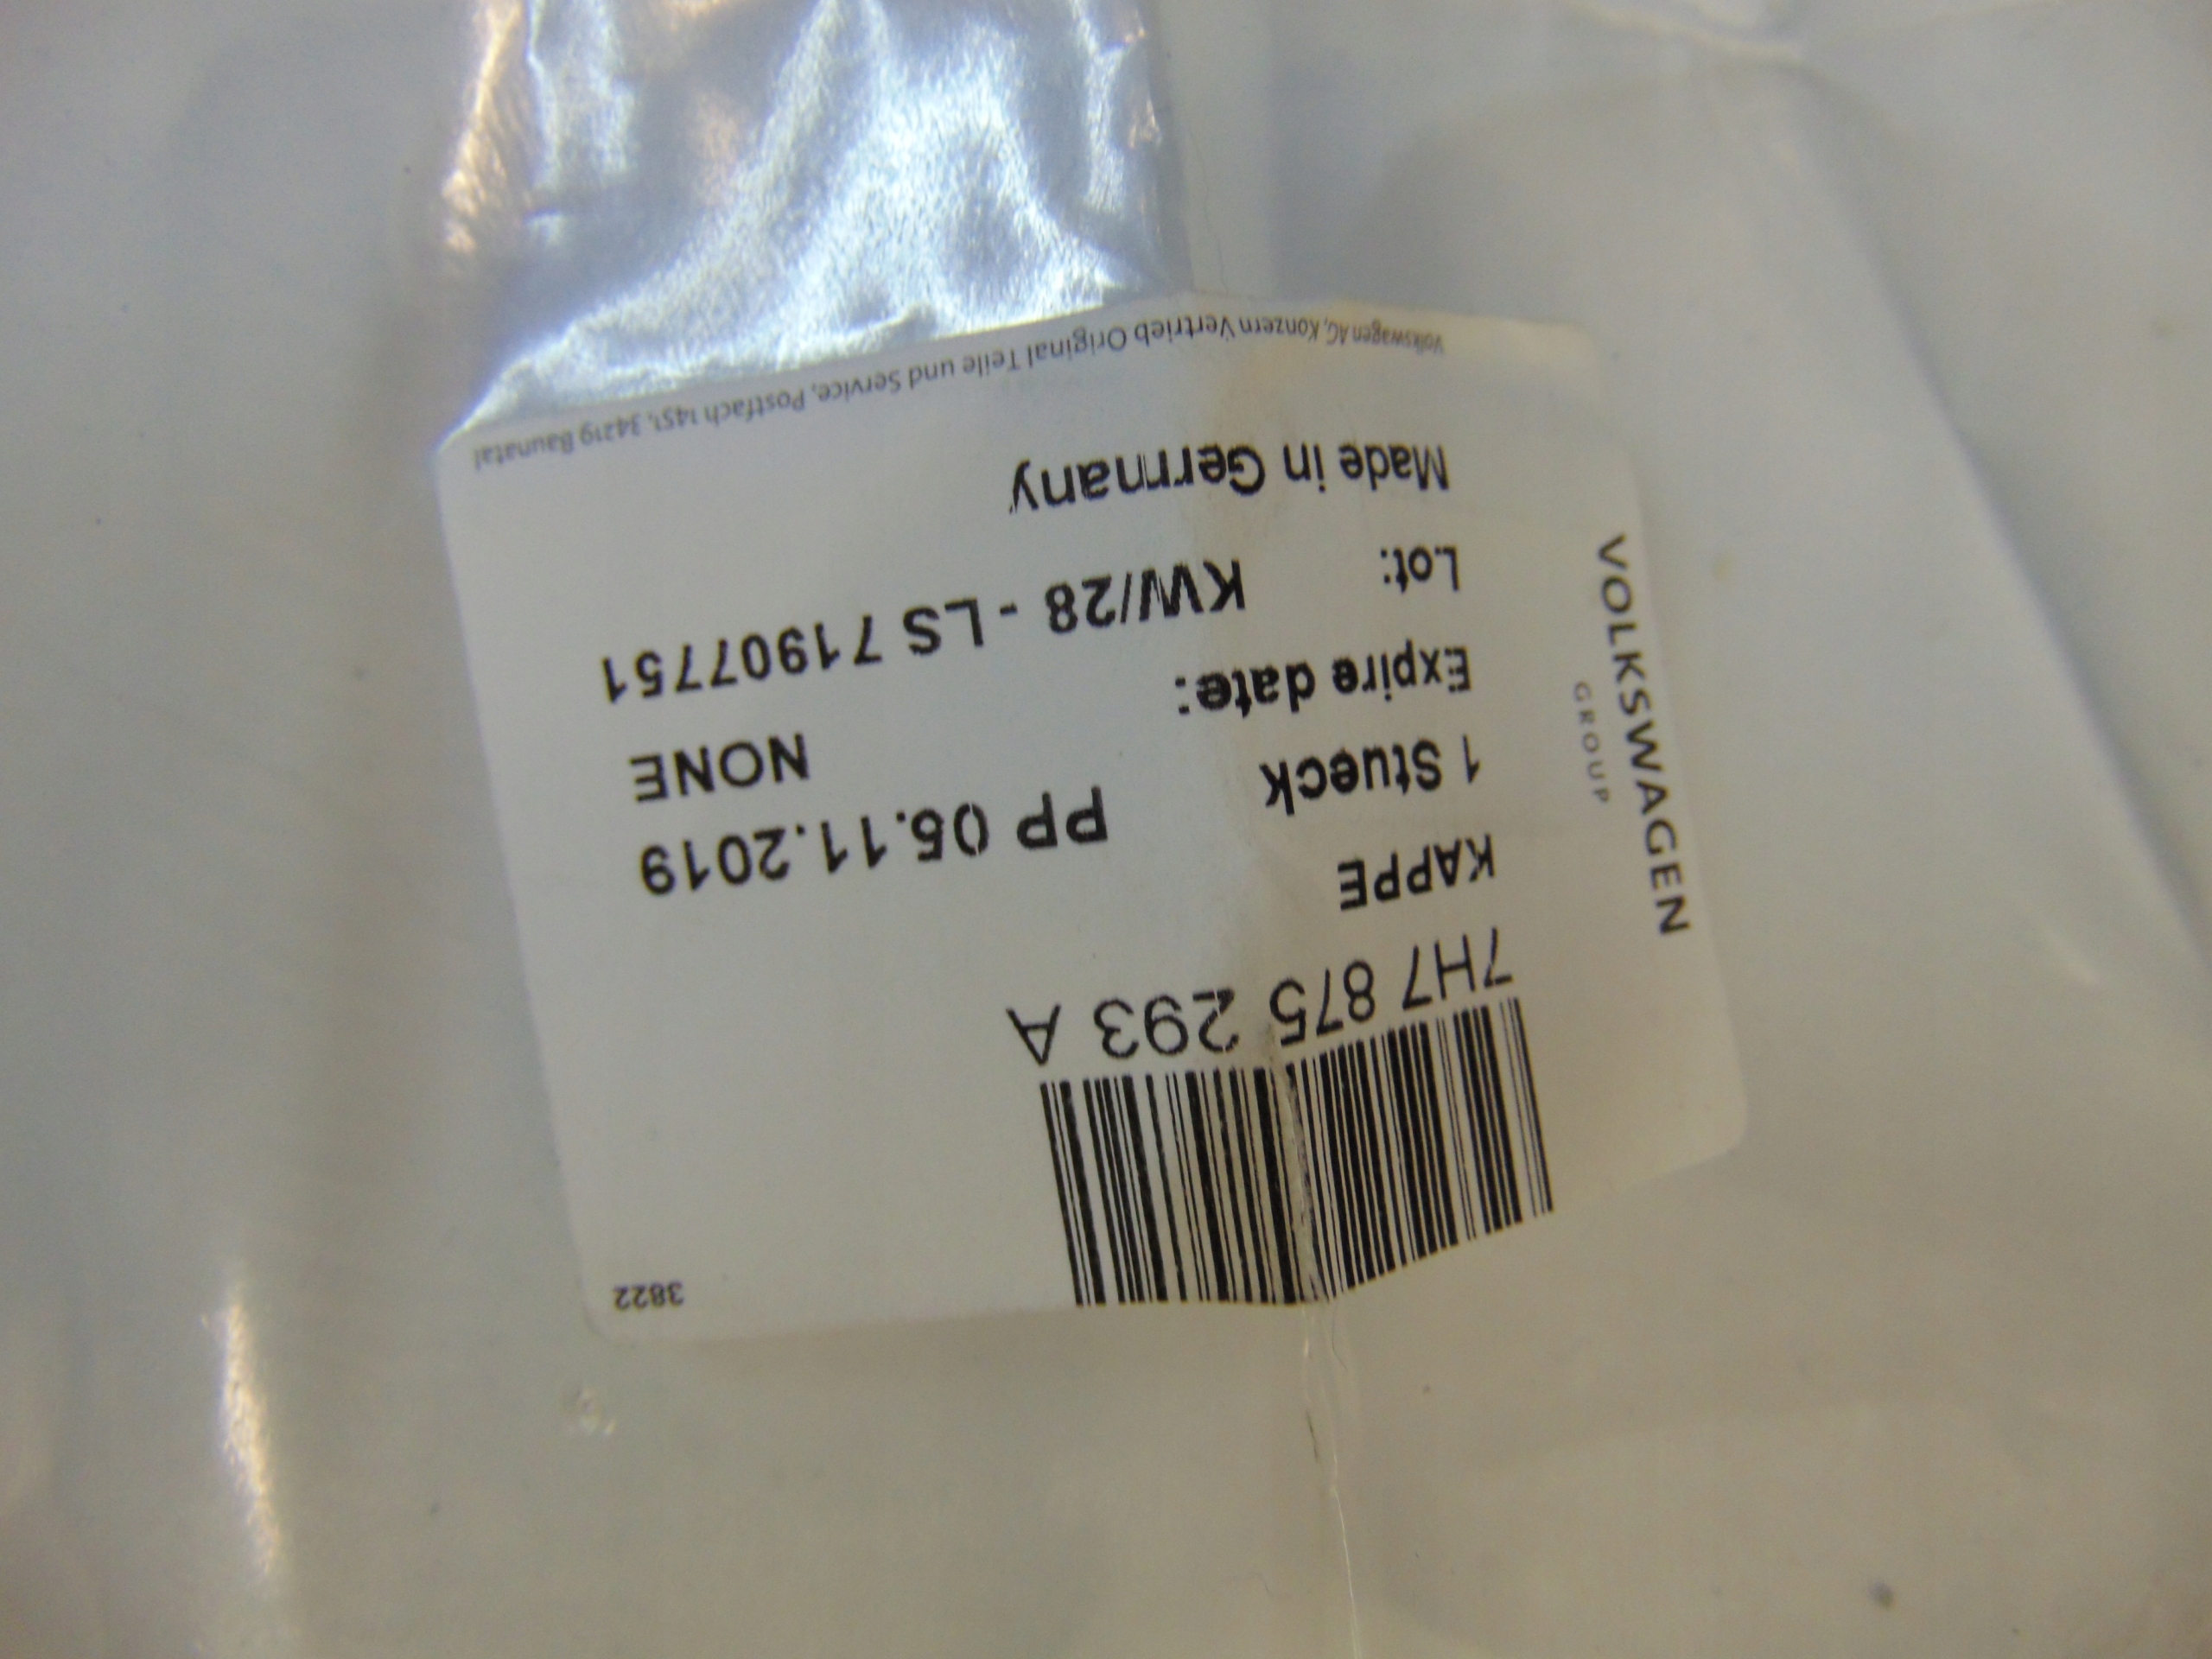 3822
7H7 875 293 A
KAPPE
1 Stueck PP 05.11.2019
Expire date: NONE
Lot: KW/28 - LS 71907751
Made in Germany
Volkswagen AG, Konzern Vertrieb Original Teile und Service, Postfach 1451, 34219 Baunatal
VOLKSWAGEN
GROUP